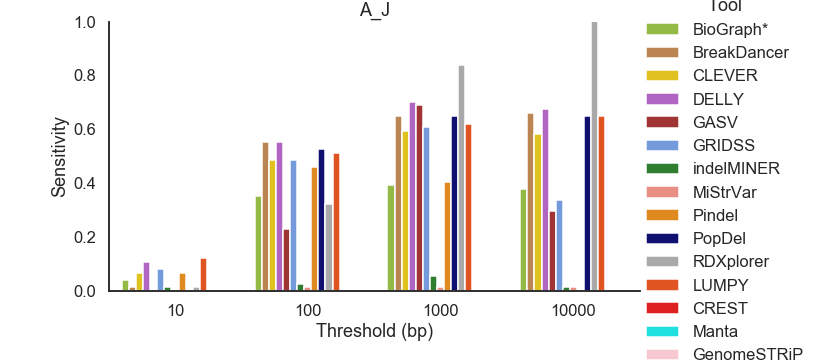 A_J
Tool
1.0
0.8
0.6
0.4
0.2
0.0
Sensitivity
10
100
1000
10000
Threshold (bp)
BioGraph*
BreakDancer
CLEVER
DELLY
GASV
GRIDSS
indelMINER
MiStrVar
Pindel
PopDel
RDXplorer
LUMPY
CREST
Manta
GenomeSTRiP